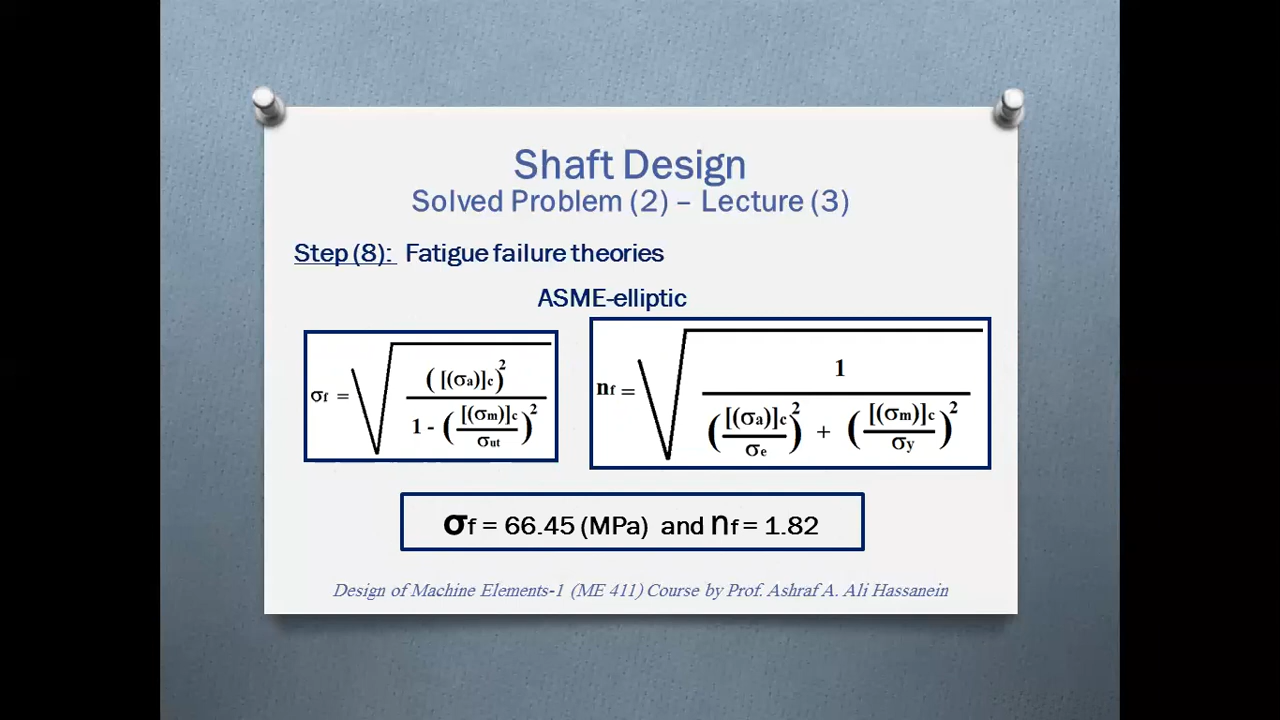 Shaft Design
Solved Problem (2) – Lecture (3)
Step (8): Fatigue failure theories
ASME-elliptic
σf = √( ([(σa)]c)² / (1 - ([(σm)]c / σut)²) )
nf = √( 1 / (([(σa)]c / σe)² + ([(σm)]c / σy)²) )
σf = 66.45 (MPa) and nf = 1.82
Design of Machine Elements-1 (ME 411) Course by Prof. Ashraf A. Ali Hassanein